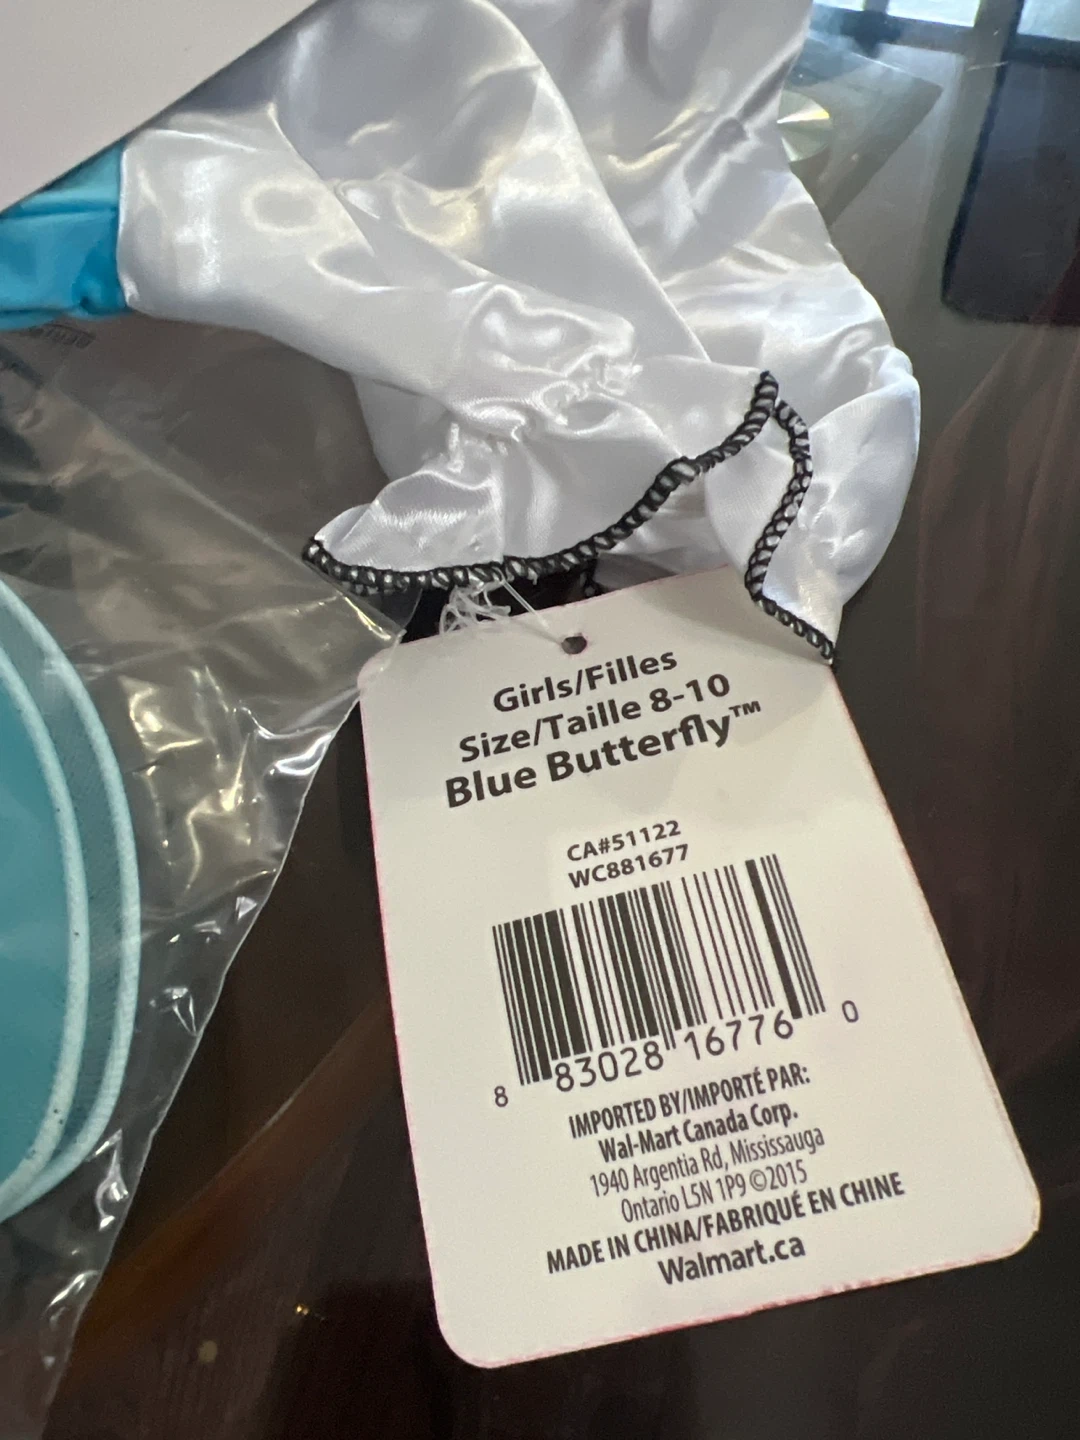 Girls/Filles
Size/Taille 8-10
Blue Butterfly™
CA#51122
WC881677
8 83028 16776 0
IMPORTED BY/IMPORTÉ PAR:
Wal-Mart Canada Corp.
1940 Argentia Rd, Mississauga
Ontario L5N 1P9 ©2015
MADE IN CHINA/FABRIQUÉ EN CHINE
Walmart.ca